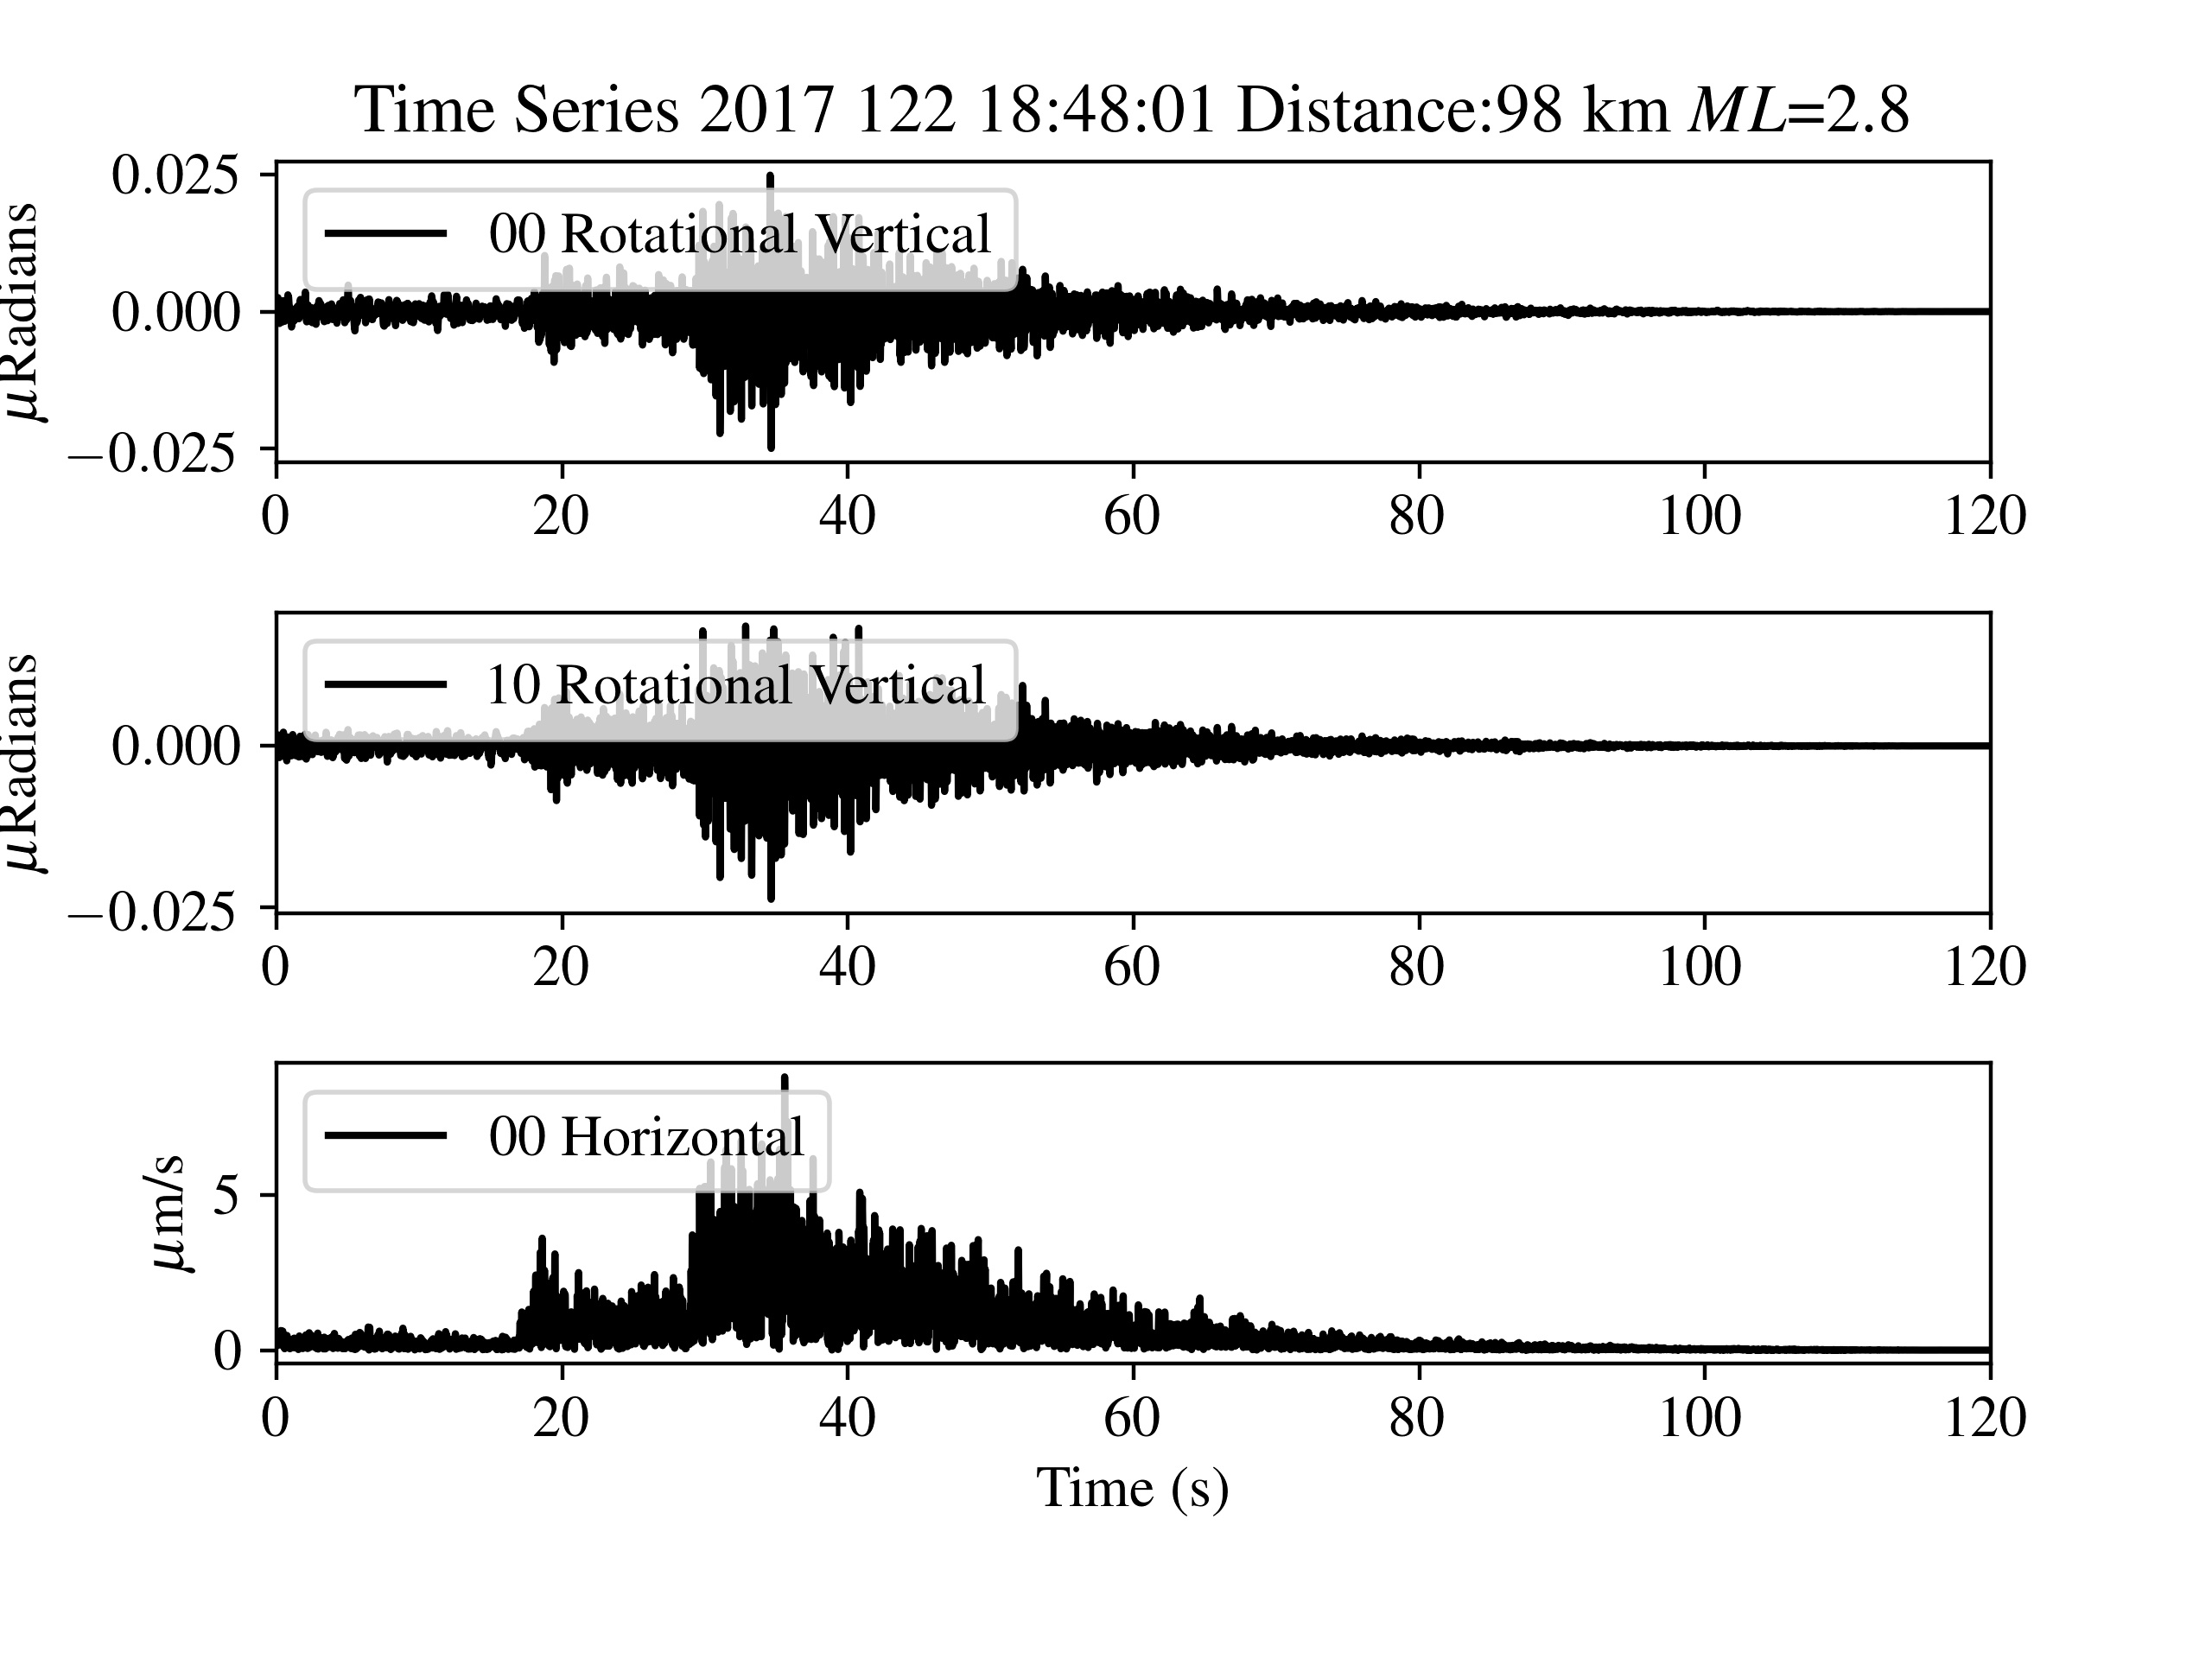 Time Series 2017 122 18:48:01 Distance:98 km ML=2.8
0.025
0.000
−0.025
μRadians
00 Rotational Vertical
0 20 40 60 80 100 120
0.000
−0.025
μRadians
10 Rotational Vertical
0 20 40 60 80 100 120
5
0
μm/s
00 Horizontal
0 20 40 60 80 100 120
Time (s)